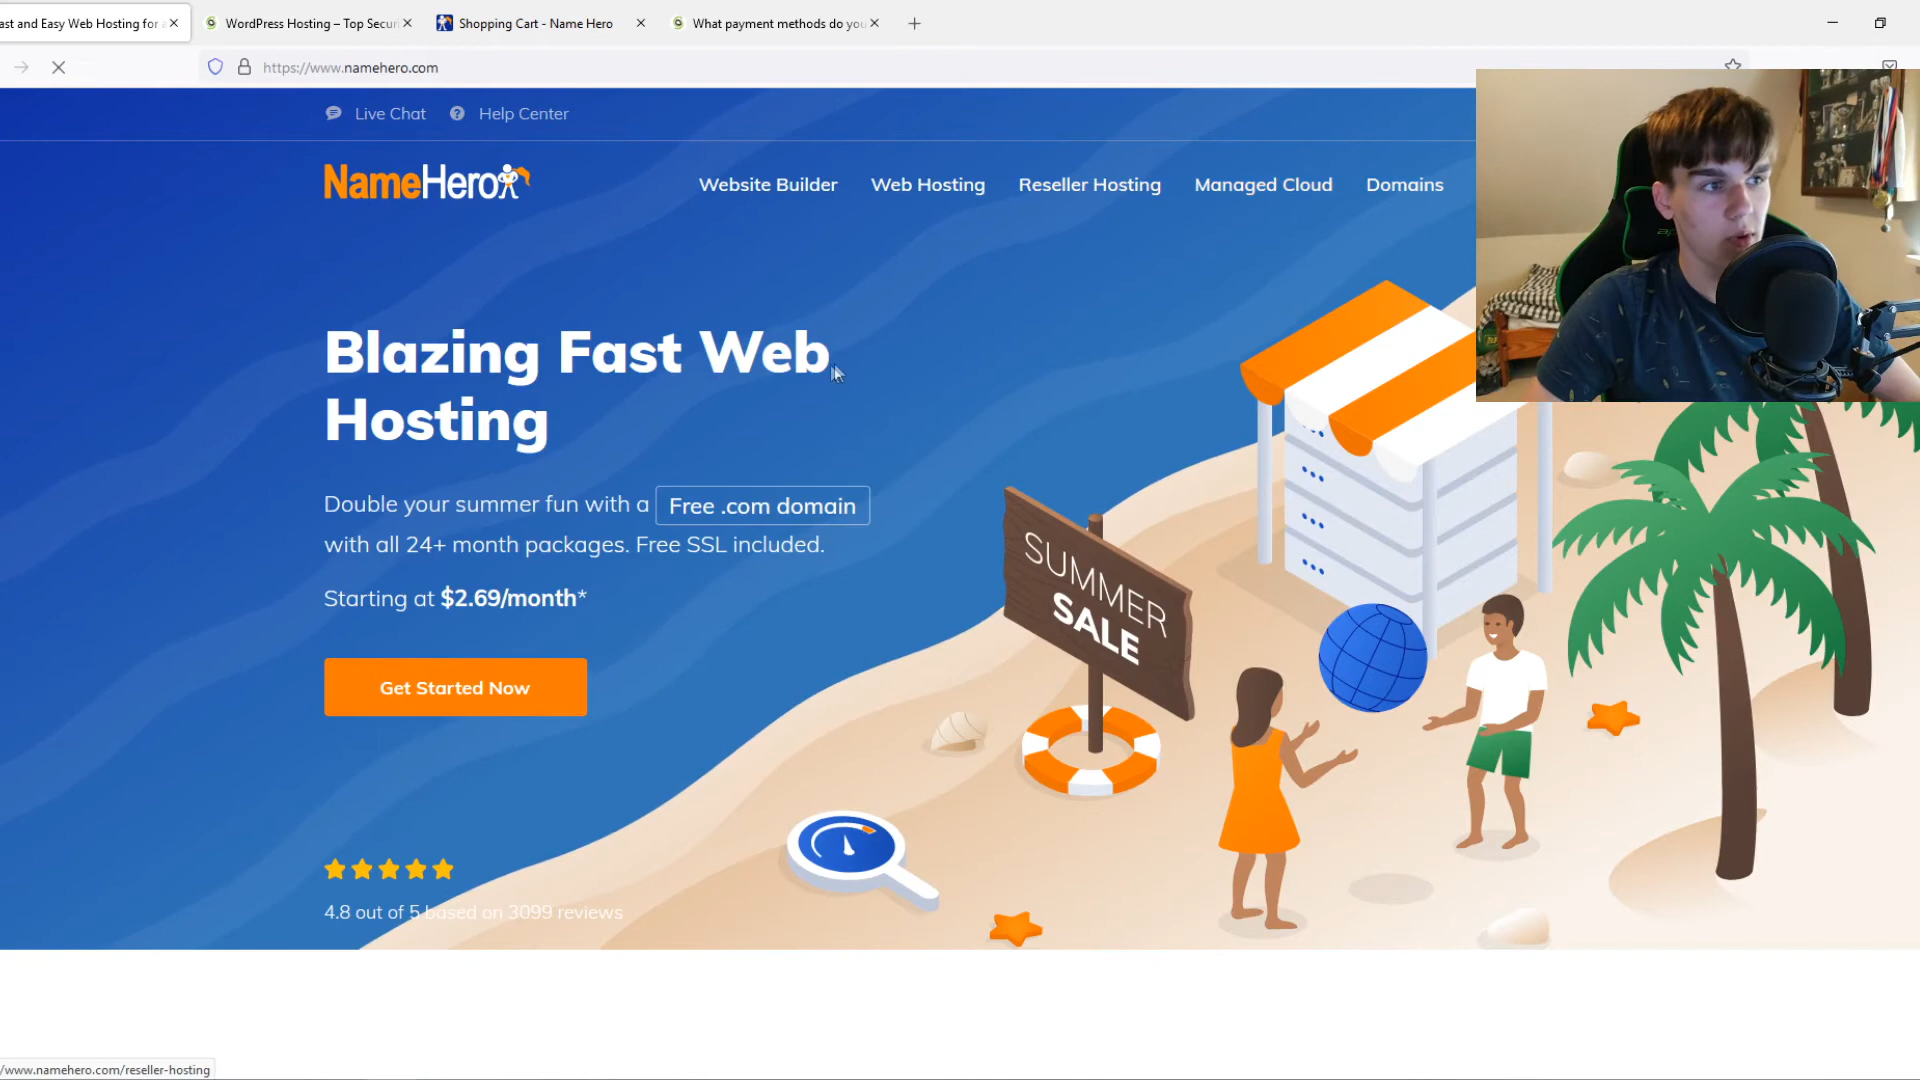 ast and Easy Web Hosting for a
WordPress Hosting – Top Secur
Shopping Cart - Name Hero
What payment methods do you
https://www.namehero.com
Live Chat
Help Center
NameHero
Website Builder
Web Hosting
Reseller Hosting
Managed Cloud
Domains
Blazing Fast Web
Hosting
Double your summer fun with a Free .com domain
with all 24+ month packages. Free SSL included.
Starting at $2.69/month*
Get Started Now
SUMMER
SALE
4.8 out of 5 based on 3099 reviews
/www.namehero.com/reseller-hosting